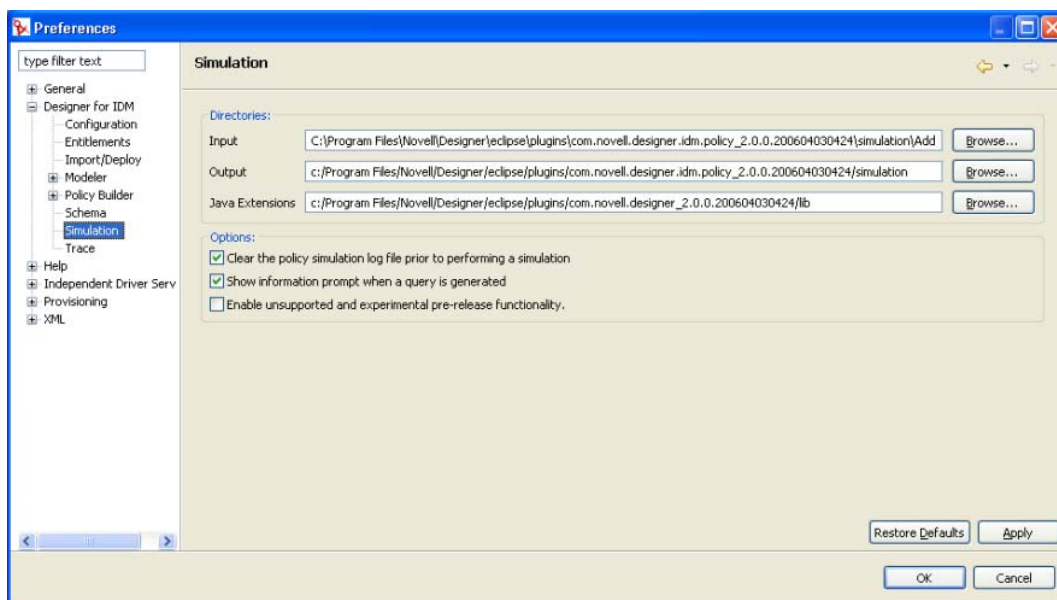 Preferences
type filter text
General
Designer for IDM
Configuration
Entitlements
Import/Deploy
Modeler
Policy Builder
Schema
Simulation
Trace
Help
Independent Driver Serv
Provisioning
XML
Simulation
Directories:
Input C:\Program Files\Novell\Designer\eclipse\plugins\com.novell.designer.idm.policy_2.0.0.200604030424\simulation\Add Browse...
Output c:/Program Files/Novell/Designer/eclipse/plugins/com.novell.designer.idm.policy_2.0.0.200604030424/simulation Browse...
Java Extensions c:/Program Files/Novell/Designer/eclipse/plugins/com.novell.designer_2.0.0.200604030424/lib Browse...
Options:
Clear the policy simulation log file prior to performing a simulation
Show information prompt when a query is generated
Enable unsupported and experimental pre-release functionality.
Restore Defaults Apply
OK Cancel